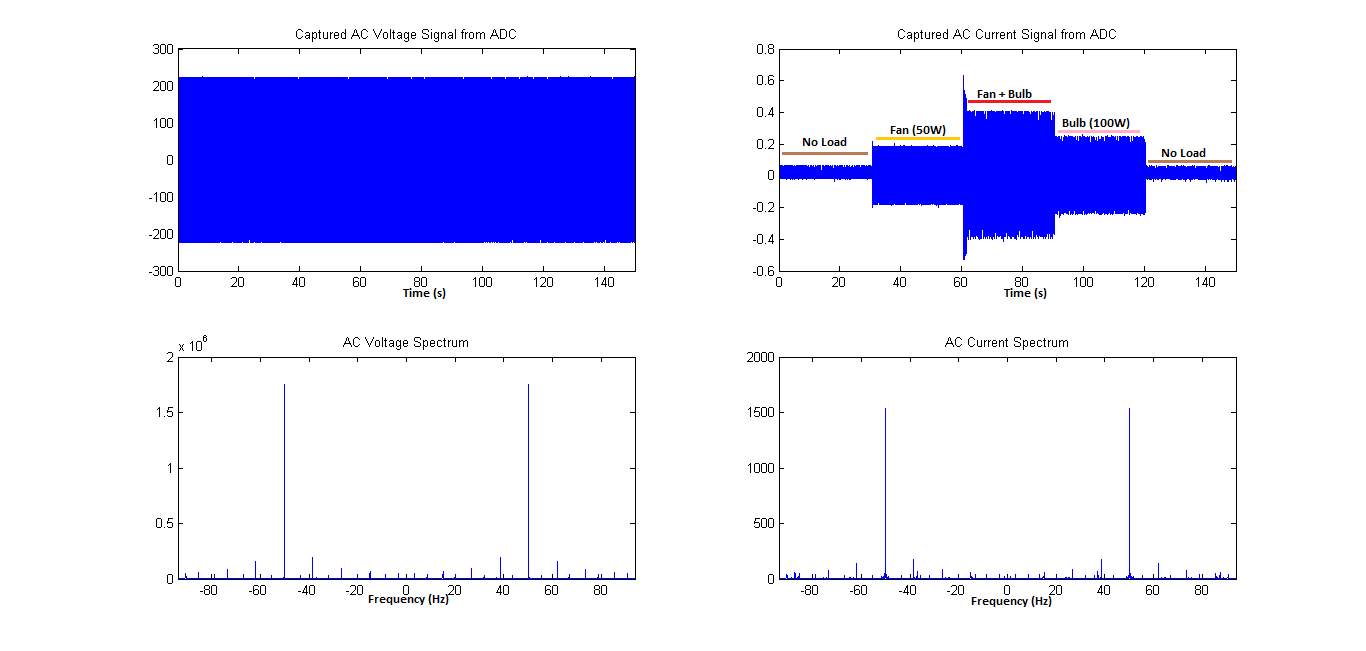 Captured AC Voltage Signal from ADC
300
200
100
0
-100
-200
-300
0 20 40 60 80 100 120 140
Time (s)
Captured AC Current Signal from ADC
0.8
0.6
0.4
0.2
0
-0.2
-0.4
-0.6
No Load
Fan (50W)
Fan + Bulb
Bulb (100W)
No Load
0 20 40 60 80 100 120 140
Time (s)
AC Voltage Spectrum
x 10^6
2
1.5
1
0.5
0
-80 -60 -40 -20 0 20 40 60 80
Frequency (Hz)
AC Current Spectrum
2000
1500
1000
500
0
-80 -60 -40 -20 0 20 40 60 80
Frequency (Hz)